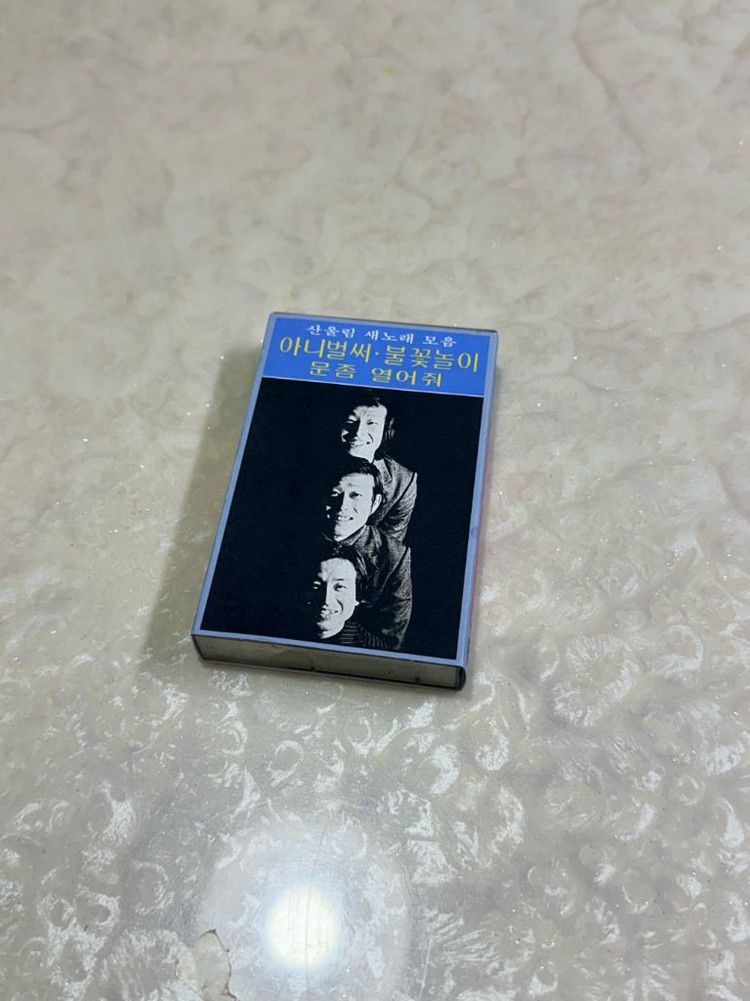 산울림 새노래 모음
아니벌써·불꽃놀이
문좀 열어줘